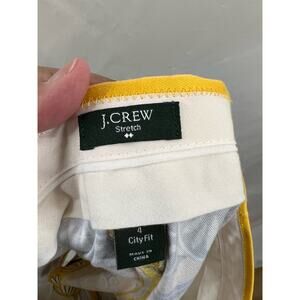 J.CREW
Stretch
4
City Fit
MADE IN
CHINA